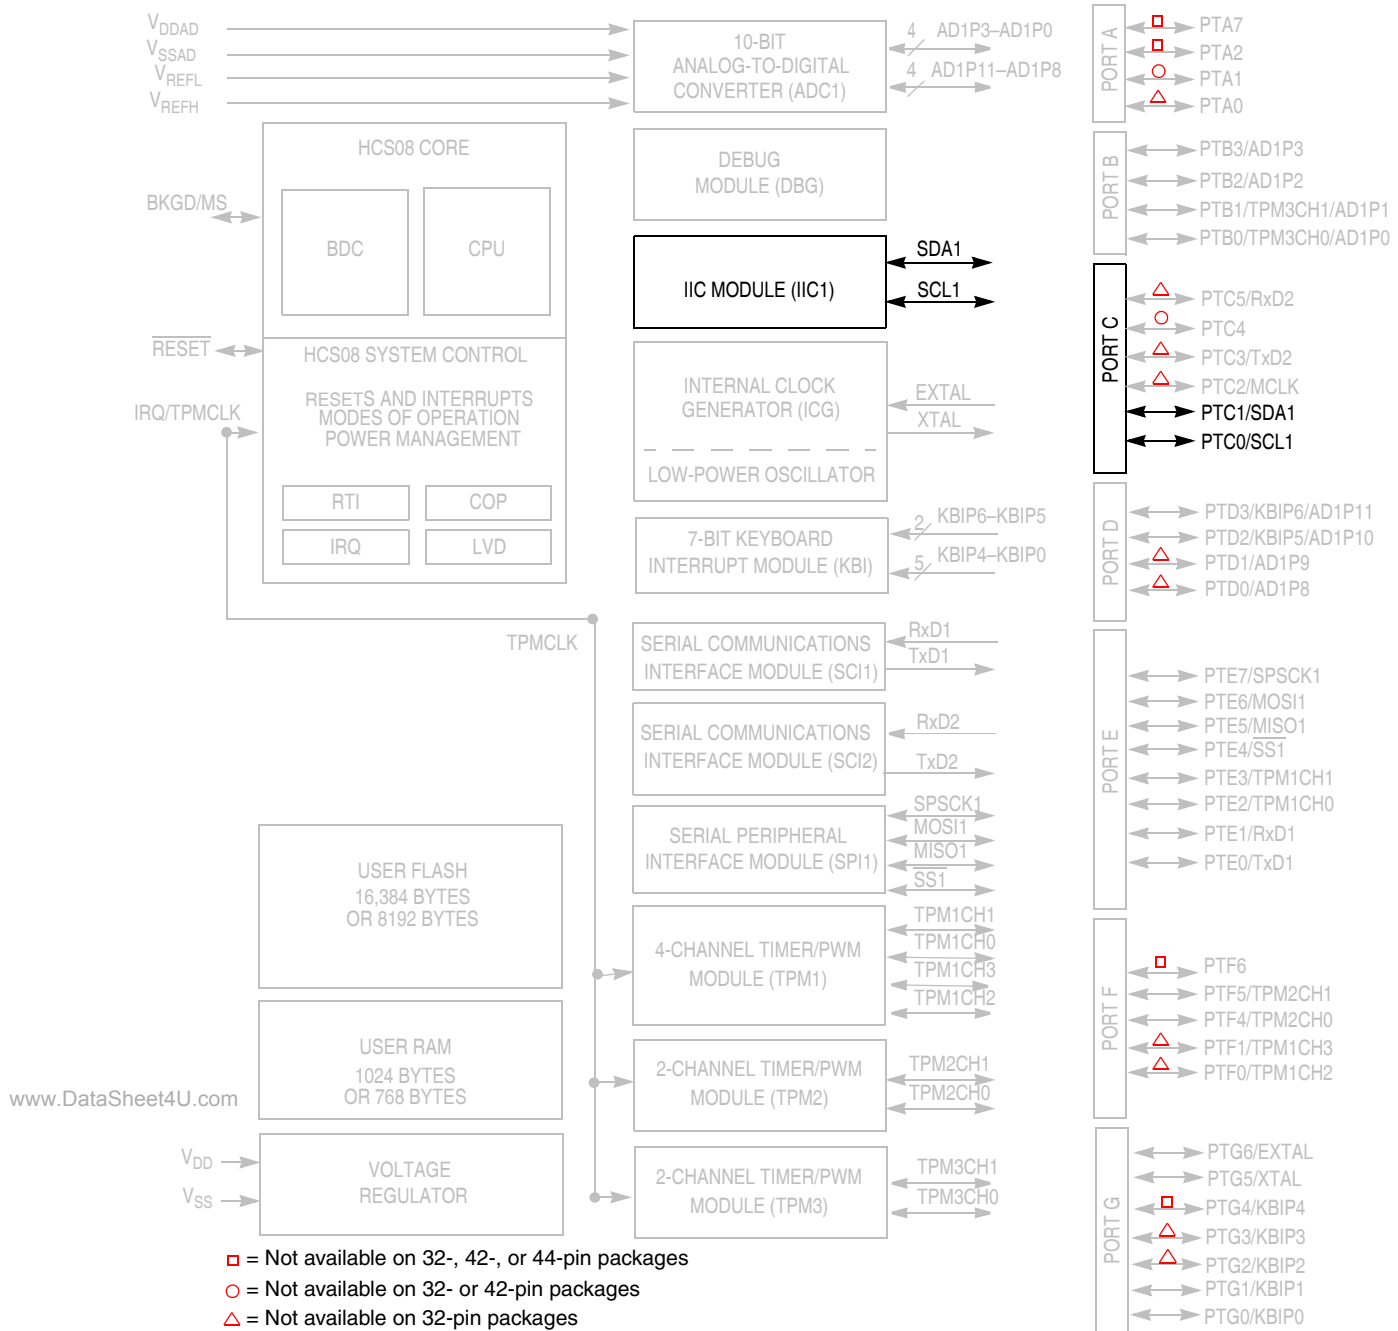 VDDAD
VSSAD
VREFL
VREFH
10-BIT
ANALOG-TO-DIGITAL
CONVERTER (ADC1)
4 AD1P3–AD1P0
4 AD1P11–AD1P8
HCS08 CORE
BDC
CPU
BKGD/MS
RESET
IRQ/TPMCLK
HCS08 SYSTEM CONTROL
RESETS AND INTERRUPTS
MODES OF OPERATION
POWER MANAGEMENT
RTI
COP
IRQ
LVD
TPMCLK
DEBUG
MODULE (DBG)
IIC MODULE (IIC1)
SDA1
SCL1
INTERNAL CLOCK
GENERATOR (ICG)
LOW-POWER OSCILLATOR
EXTAL
XTAL
7-BIT KEYBOARD
INTERRUPT MODULE (KBI)
2 KBIP6–KBIP5
5 KBIP4–KBIP0
SERIAL COMMUNICATIONS
INTERFACE MODULE (SCI1)
RxD1
TxD1
SERIAL COMMUNICATIONS
INTERFACE MODULE (SCI2)
RxD2
TxD2
SERIAL PERIPHERAL
INTERFACE MODULE (SPI1)
SPSCK1
MOSI1
MISO1
SS1
4-CHANNEL TIMER/PWM
MODULE (TPM1)
TPM1CH1
TPM1CH0
TPM1CH3
TPM1CH2
2-CHANNEL TIMER/PWM
MODULE (TPM2)
TPM2CH1
TPM2CH0
2-CHANNEL TIMER/PWM
MODULE (TPM3)
TPM3CH1
TPM3CH0
USER FLASH
16,384 BYTES
OR 8192 BYTES
USER RAM
1024 BYTES
OR 768 BYTES
www.DataSheet4U.com
VDD
VSS
VOLTAGE
REGULATOR
PORT A
PTA7
PTA2
PTA1
PTA0
PORT B
PTB3/AD1P3
PTB2/AD1P2
PTB1/TPM3CH1/AD1P1
PTB0/TPM3CH0/AD1P0
PORT C
PTC5/RxD2
PTC4
PTC3/TxD2
PTC2/MCLK
PTC1/SDA1
PTC0/SCL1
PORT D
PTD3/KBIP6/AD1P11
PTD2/KBIP5/AD1P10
PTD1/AD1P9
PTD0/AD1P8
PORT E
PTE7/SPSCK1
PTE6/MOSI1
PTE5/MISO1
PTE4/SS1
PTE3/TPM1CH1
PTE2/TPM1CH0
PTE1/RxD1
PTE0/TxD1
PORT F
PTF6
PTF5/TPM2CH1
PTF4/TPM2CH0
PTF1/TPM1CH3
PTF0/TPM1CH2
PORT G
PTG6/EXTAL
PTG5/XTAL
PTG4/KBIP4
PTG3/KBIP3
PTG2/KBIP2
PTG1/KBIP1
PTG0/KBIP0
= Not available on 32-, 42-, or 44-pin packages
= Not available on 32- or 42-pin packages
= Not available on 32-pin packages